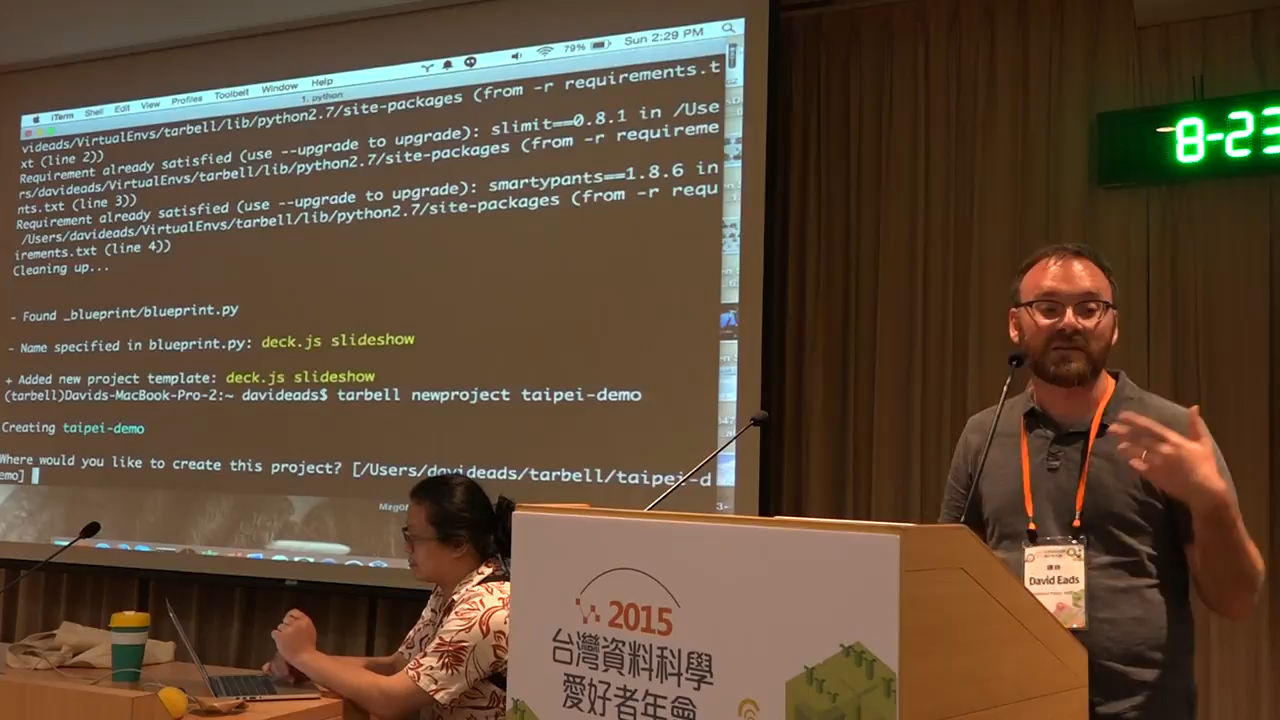 iTerm Shell Edit View Profiles Toolbelt Window Help 79% Sun 2:29 PM
1. python
videads/VirtualEnvs/tarbell/lib/python2.7/site-packages (from -r requirements.t
xt (line 2))
Requirement already satisfied (use --upgrade to upgrade): slimit==0.8.1 in /Use
rs/davideads/VirtualEnvs/tarbell/lib/python2.7/site-packages (from -r requireme
nts.txt (line 3))
Requirement already satisfied (use --upgrade to upgrade): smartypants==1.8.6 in
/Users/davideads/VirtualEnvs/tarbell/lib/python2.7/site-packages (from -r requ
irements.txt (line 4))
Cleaning up...
- Found _blueprint/blueprint.py
- Name specified in blueprint.py: deck.js slideshow
+ Added new project template: deck.js slideshow
(tarbell)Davids-MacBook-Pro-2:~ davideads$ tarbell newproject taipei-demo
Creating taipei-demo
Where would you like to create this project? [/Users/davideads/tarbell/taipei-d
emo]
8-23
講師
David Eads
2015
台灣資料科學
愛好者年會